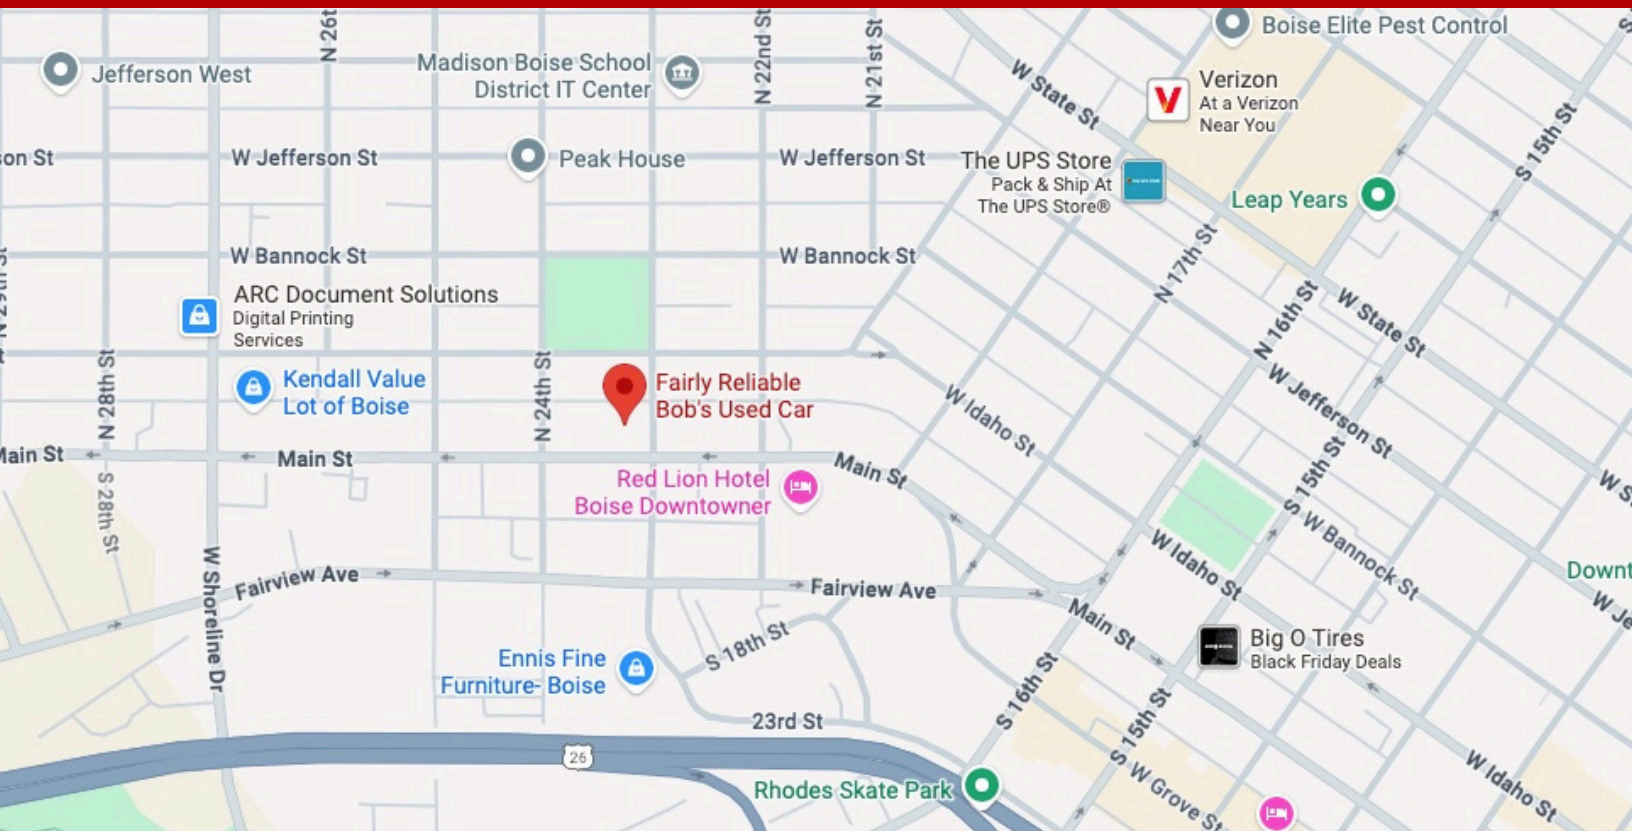 N 26t
N 22nd St
N 21st St
Boise Elite Pest Control
Jefferson West
Madison Boise School
District IT Center
W State St
Verizon
At a Verizon
Near You
S 15th St
son St
W Jefferson St
Peak House
W Jefferson St
The UPS Store
Pack & Ship At
The UPS Store®
Leap Years
N 17th St
W Bannock St
W Bannock St
N 29th St
ARC Document Solutions
Digital Printing
Services
N 16th St
W State St
N 28th St
Kendall Value
Lot of Boise
N 24th St
Fairly Reliable
Bob's Used Car
W Idaho St
W Jefferson St
Main St
Main St
Main St
S 28th St
Red Lion Hotel
Boise Downtowner
S 15th St
W S
W Bannock St
W Idaho St
Downt
W Je
W Shoreline Dr
Fairview Ave
Fairview Ave
Main St
S 18th St
Big O Tires
Black Friday Deals
Ennis Fine
Furniture- Boise
S 16th St
S 15th St
23rd St
26
Rhodes Skate Park
S W Grove St
W Idaho St